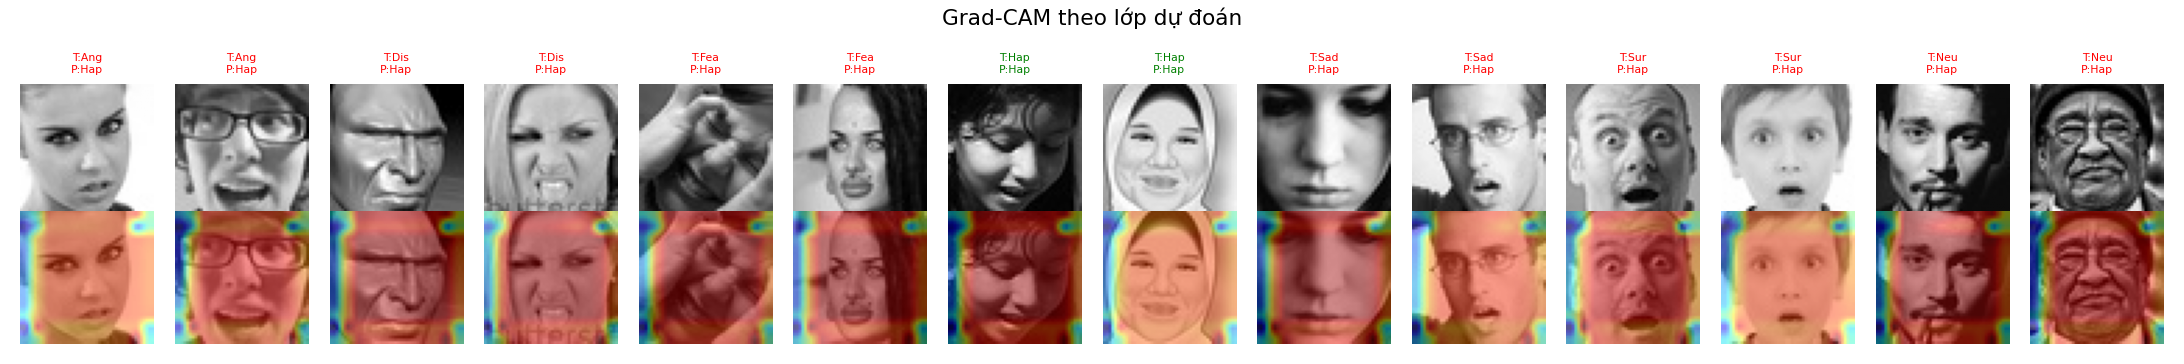 Grad-CAM theo lớp dự đoán
T:Ang T:Ang T:Dis T:Dis T:Fea T:Fea T:Hap T:Hap T:Sad T:Sad T:Sur T:Sur T:Neu T:Neu
P:Hap P:Hap P:Hap P:Hap P:Hap P:Hap P:Hap P:Hap P:Hap P:Hap P:Hap P:Hap P:Hap P:Hap